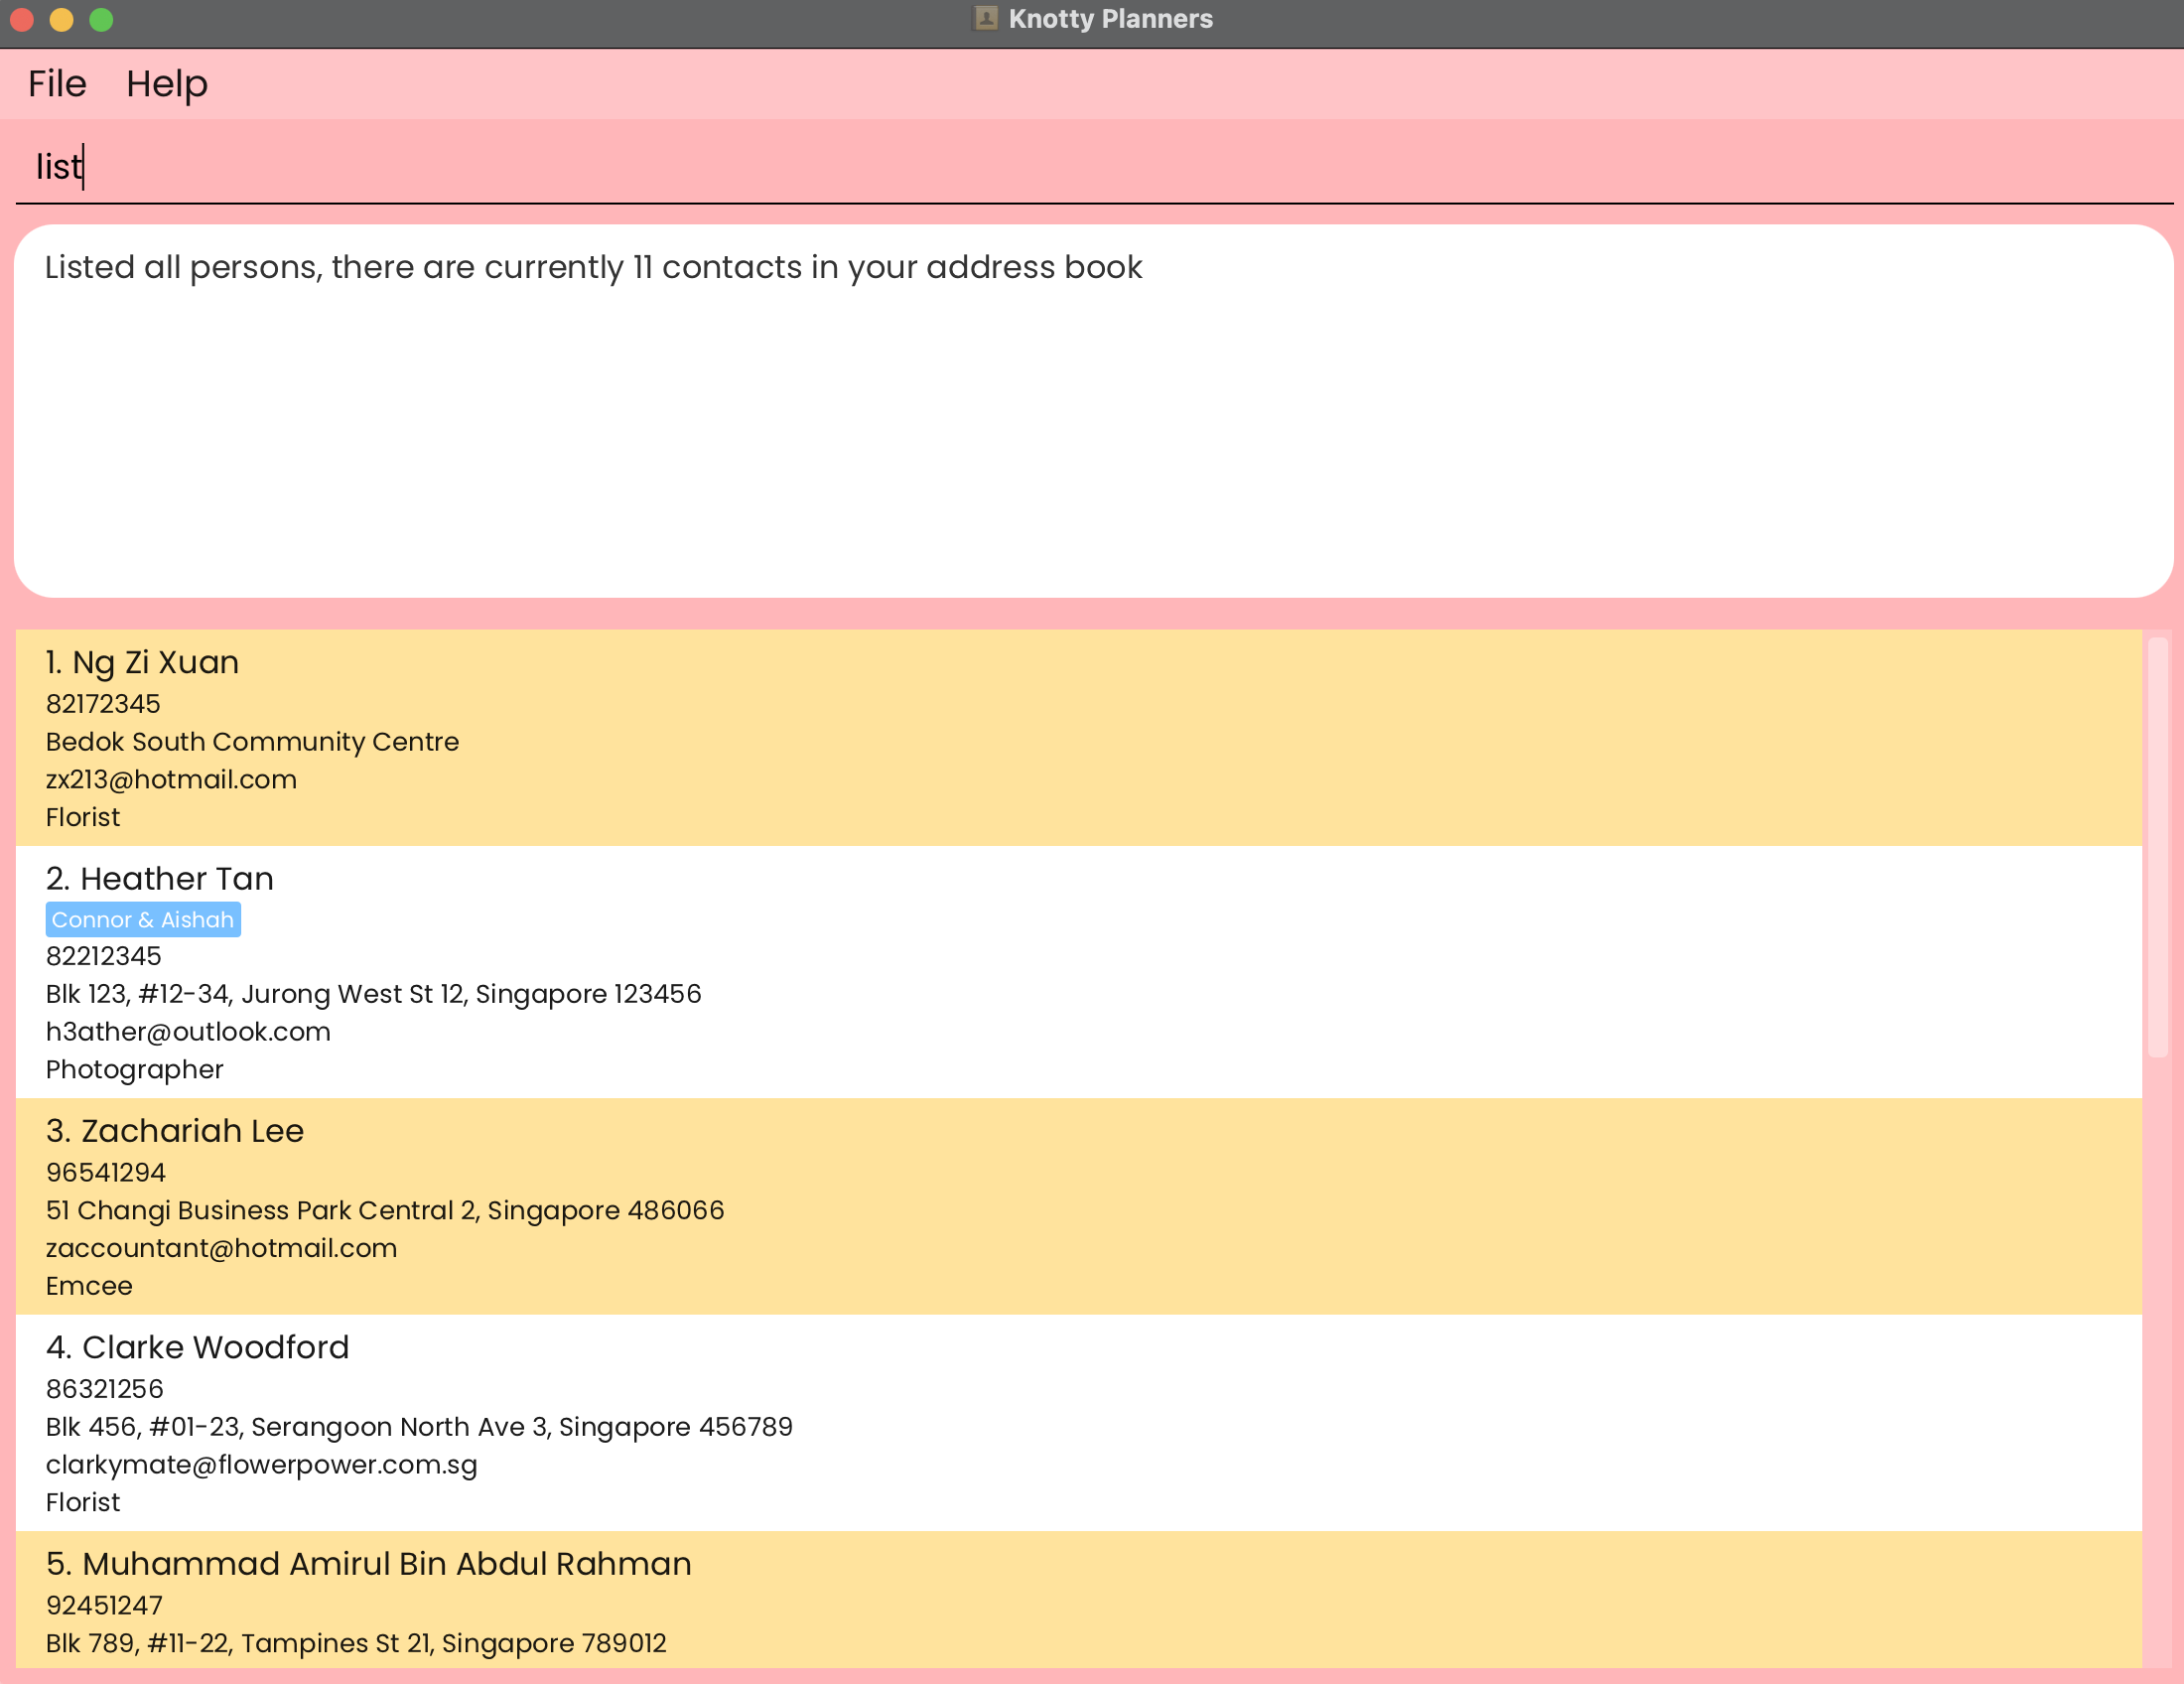 Knotty Planners
File Help
list
Listed all persons, there are currently 11 contacts in your address book
1. Ng Zi Xuan
82172345
Bedok South Community Centre
zx213@hotmail.com
Florist
2. Heather Tan
Connor & Aishah
82212345
Blk 123, #12-34, Jurong West St 12, Singapore 123456
h3ather@outlook.com
Photographer
3. Zachariah Lee
96541294
51 Changi Business Park Central 2, Singapore 486066
zaccountant@hotmail.com
Emcee
4. Clarke Woodford
86321256
Blk 456, #01-23, Serangoon North Ave 3, Singapore 456789
clarkymate@flowerpower.com.sg
Florist
5. Muhammad Amirul Bin Abdul Rahman
92451247
Blk 789, #11-22, Tampines St 21, Singapore 789012